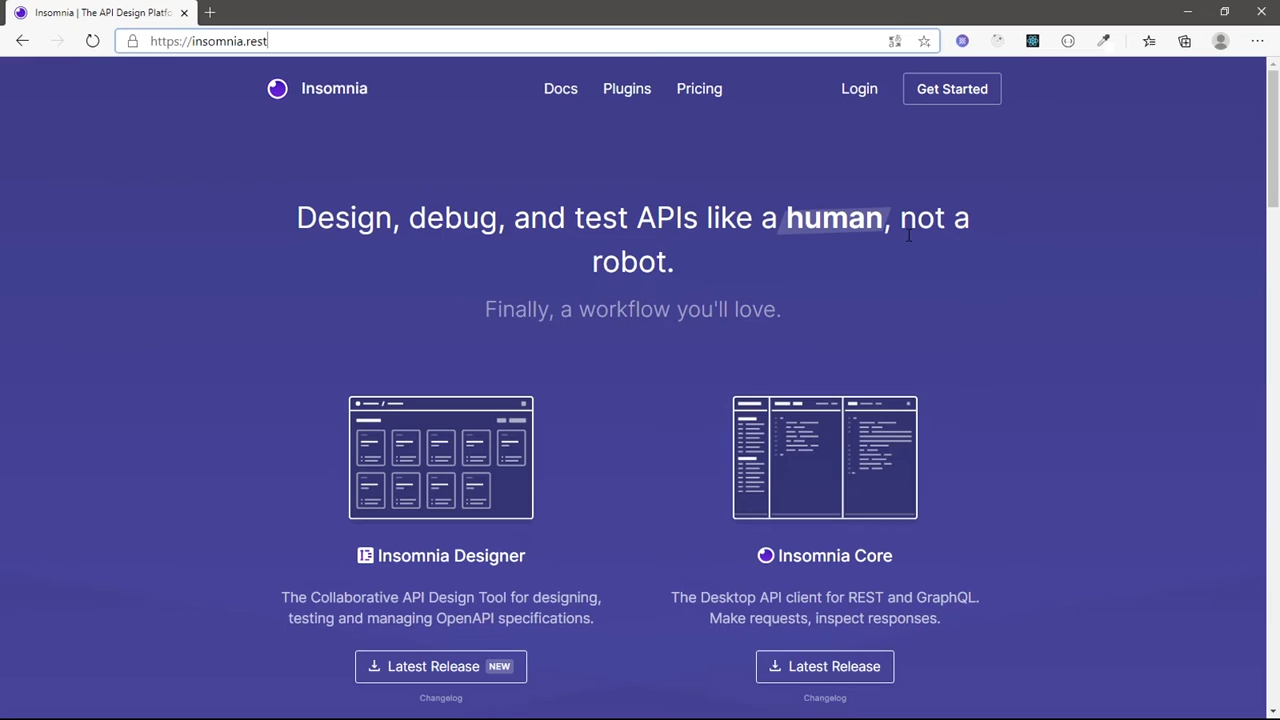 Insomnia | The API Design Platfo
https://insomnia.rest
Insomnia
Docs
Plugins
Pricing
Login
Get Started
Design, debug, and test APIs like a human, not a
robot.
Finally, a workflow you'll love.
Insomnia Designer
The Collaborative API Design Tool for designing,
testing and managing OpenAPI specifications.
Latest Release NEW
Changelog
Insomnia Core
The Desktop API client for REST and GraphQL.
Make requests, inspect responses.
Latest Release
Changelog